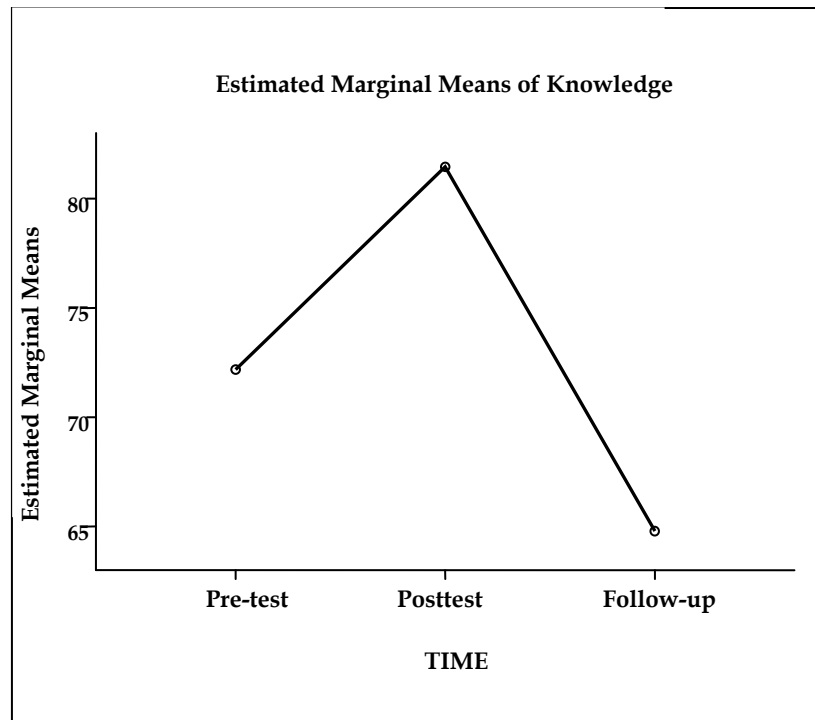 Estimated Marginal Means of Knowledge
Estimated Marginal Means
80
75
70
65
Pre-test Posttest Follow-up
TIME